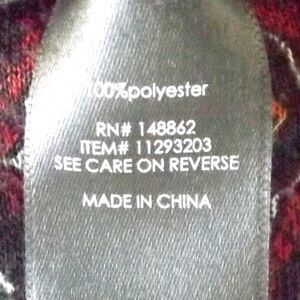 100%polyester
RN# 148862
ITEM# 11293203
SEE CARE ON REVERSE
MADE IN CHINA